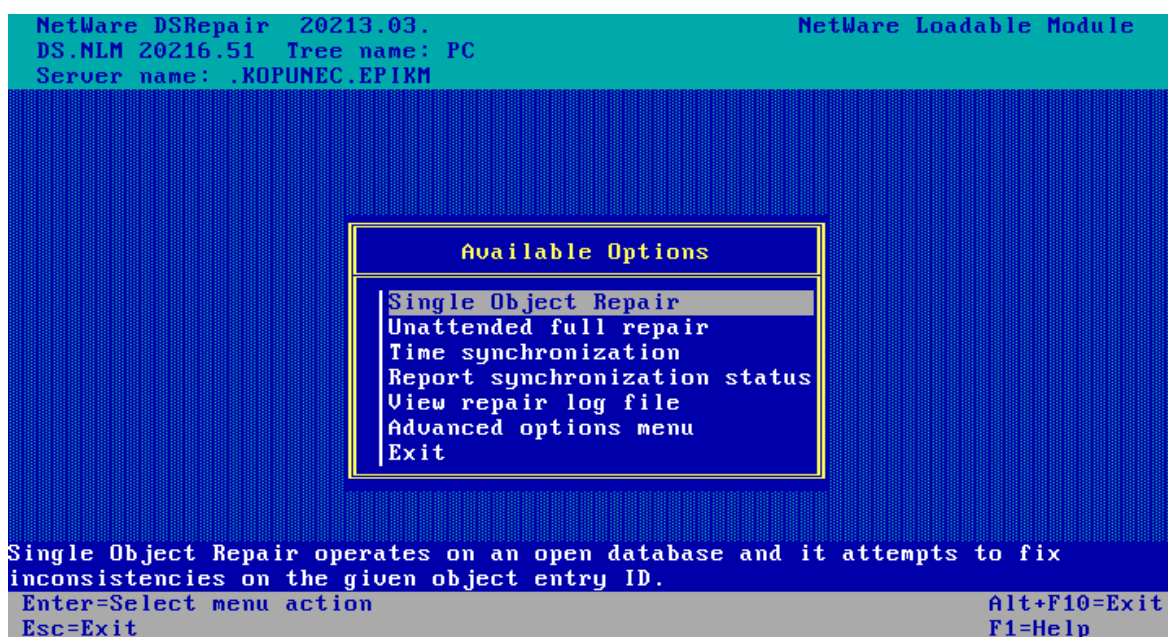 NetWare DSRepair 20213.03. NetWare Loadable Module
DS.NLM 20216.51 Tree name: PC
Server name: .KOPUNEC.EPIKM
Available Options
Single Object Repair
Unattended full repair
Time synchronization
Report synchronization status
View repair log file
Advanced options menu
Exit
Single Object Repair operates on an open database and it attempts to fix
inconsistencies on the given object entry ID.
Enter=Select menu action Alt+F10=Exit
Esc=Exit F1=Help